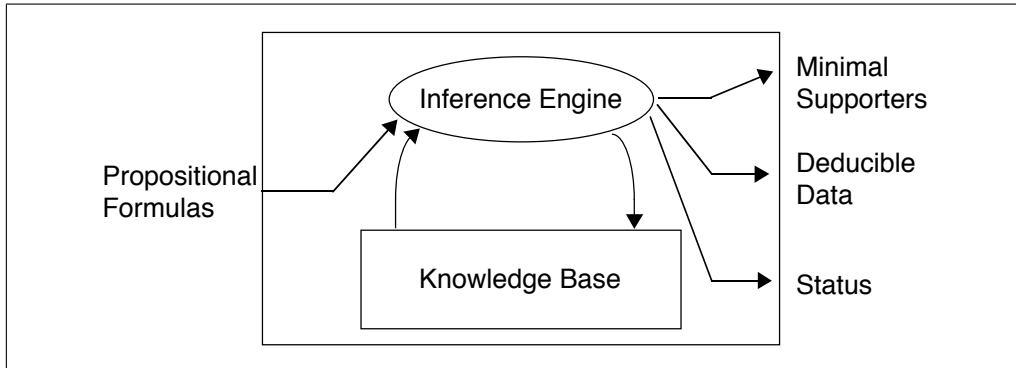 Inference Engine
Minimal
Supporters
Propositional
Formulas
Deducible
Data
Knowledge Base
Status